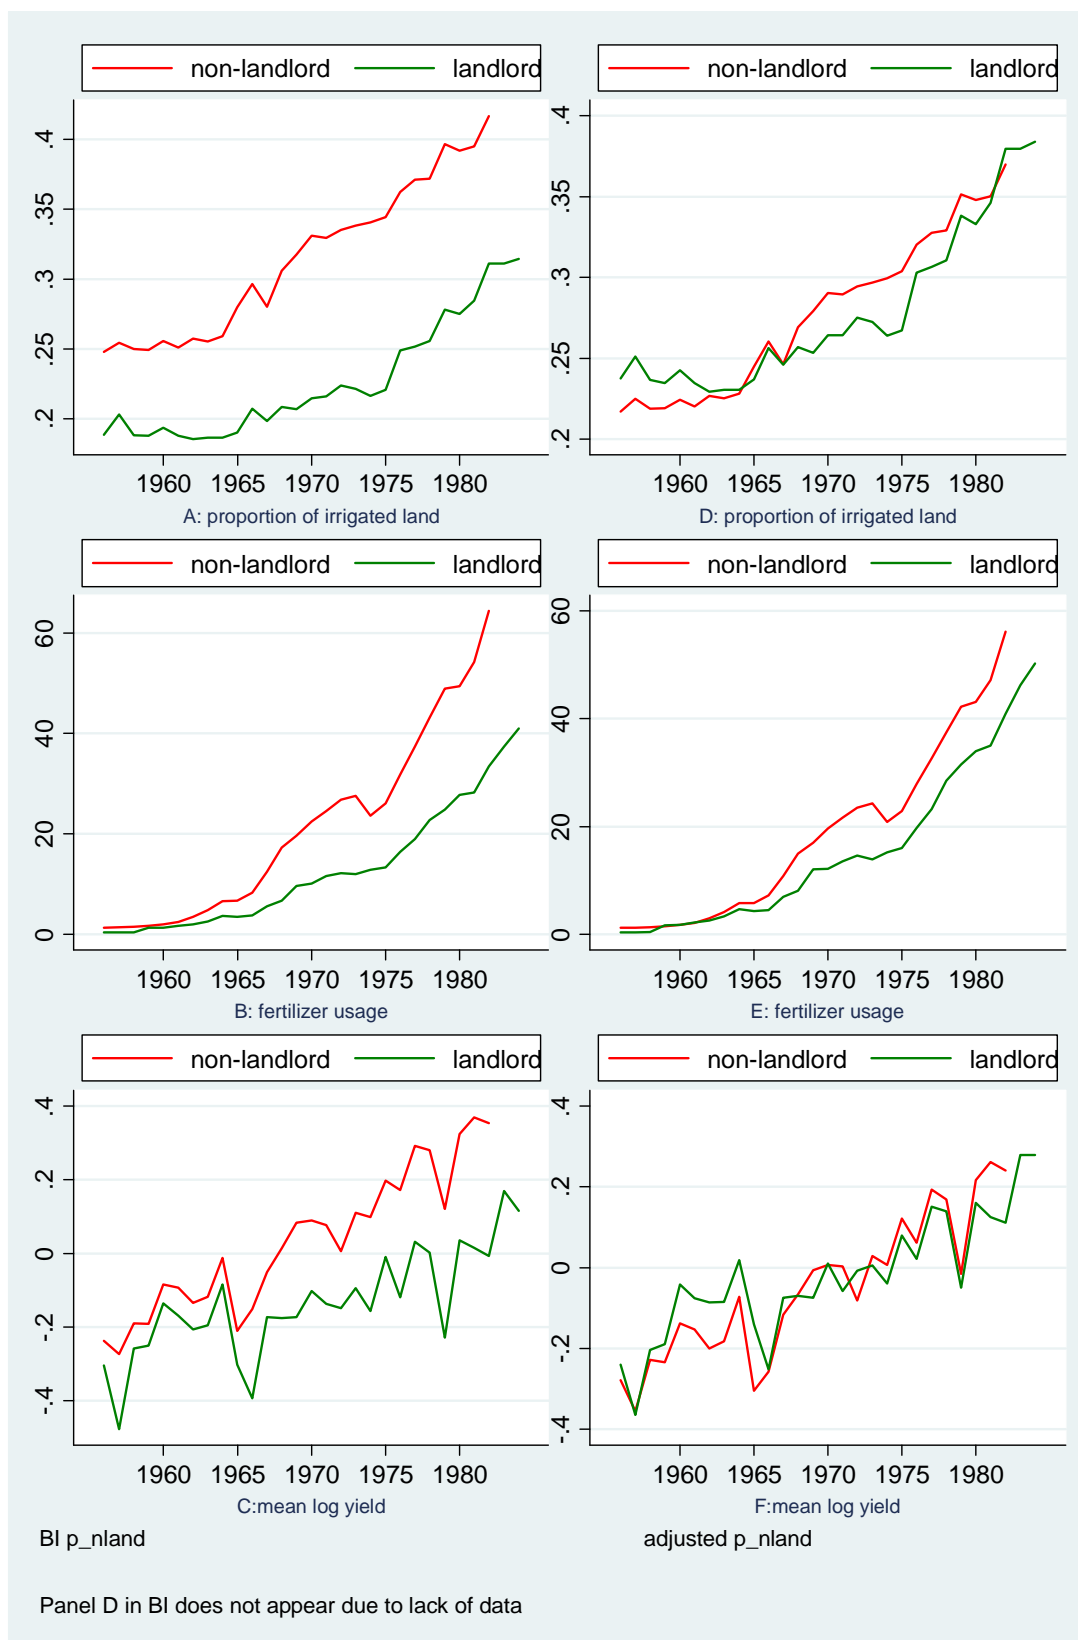 non-landlord landlord non-landlord landlord
.4
.35
.3
.25
.2
1960 1965 1970 1975 1980
A: proportion of irrigated land
.4
.35
.3
.25
.2
1960 1965 1970 1975 1980
D: proportion of irrigated land
non-landlord landlord non-landlord landlord
60
40
20
0
1960 1965 1970 1975 1980
B: fertilizer usage
60
40
20
0
1960 1965 1970 1975 1980
E: fertilizer usage
non-landlord landlord non-landlord landlord
.4
.2
0
-.2
-.4
1960 1965 1970 1975 1980
C:mean log yield
.4
.2
0
-.2
-.4
1960 1965 1970 1975 1980
F:mean log yield
BI p_nland adjusted p_nland
Panel D in BI does not appear due to lack of data